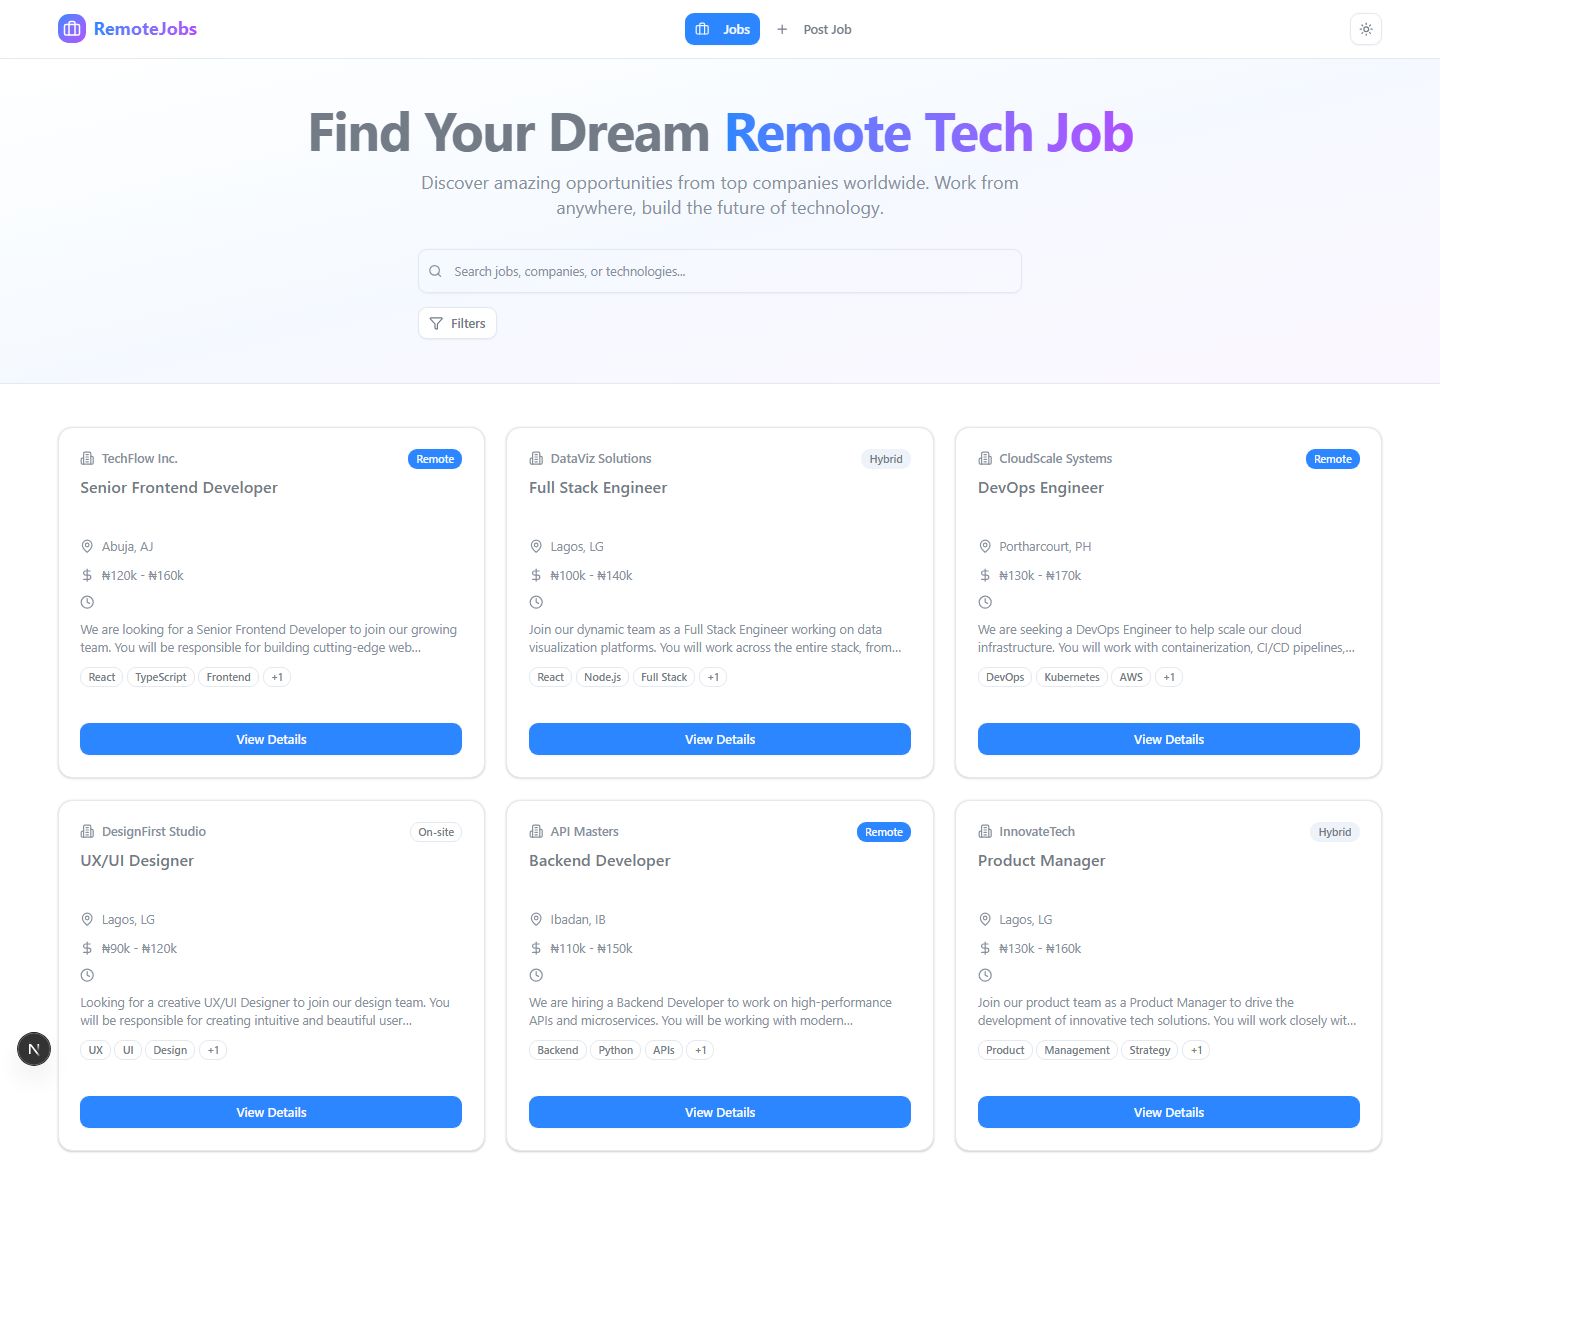 RemoteJobs
Jobs
Post Job
Find Your Dream Remote Tech Job
Discover amazing opportunities from top companies worldwide. Work from
anywhere, build the future of technology.
Search jobs, companies, or technologies...
Filters
TechFlow Inc.
Remote
Senior Frontend Developer
Abuja, AJ
₦120k - ₦160k
We are looking for a Senior Frontend Developer to join our growing
team. You will be responsible for building cutting-edge web...
React
TypeScript
Frontend
+1
View Details
DataViz Solutions
Hybrid
Full Stack Engineer
Lagos, LG
₦100k - ₦140k
Join our dynamic team as a Full Stack Engineer working on data
visualization platforms. You will work across the entire stack, from...
React
Node.js
Full Stack
+1
View Details
CloudScale Systems
Remote
DevOps Engineer
Portharcourt, PH
₦130k - ₦170k
We are seeking a DevOps Engineer to help scale our cloud
infrastructure. You will work with containerization, CI/CD pipelines,...
DevOps
Kubernetes
AWS
+1
View Details
DesignFirst Studio
On-site
UX/UI Designer
Lagos, LG
₦90k - ₦120k
Looking for a creative UX/UI Designer to join our design team. You
will be responsible for creating intuitive and beautiful user...
UX
UI
Design
+1
View Details
API Masters
Remote
Backend Developer
Ibadan, IB
₦110k - ₦150k
We are hiring a Backend Developer to work on high-performance
APIs and microservices. You will be working with modern...
Backend
Python
APIs
+1
View Details
InnovateTech
Hybrid
Product Manager
Lagos, LG
₦130k - ₦160k
Join our product team as a Product Manager to drive the
development of innovative tech solutions. You will work closely wit...
Product
Management
Strategy
+1
View Details
N